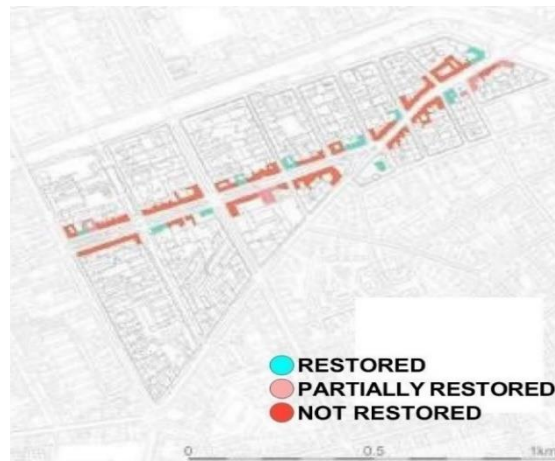 RESTORED
PARTIALLY RESTORED
NOT RESTORED
0 0.5 1km